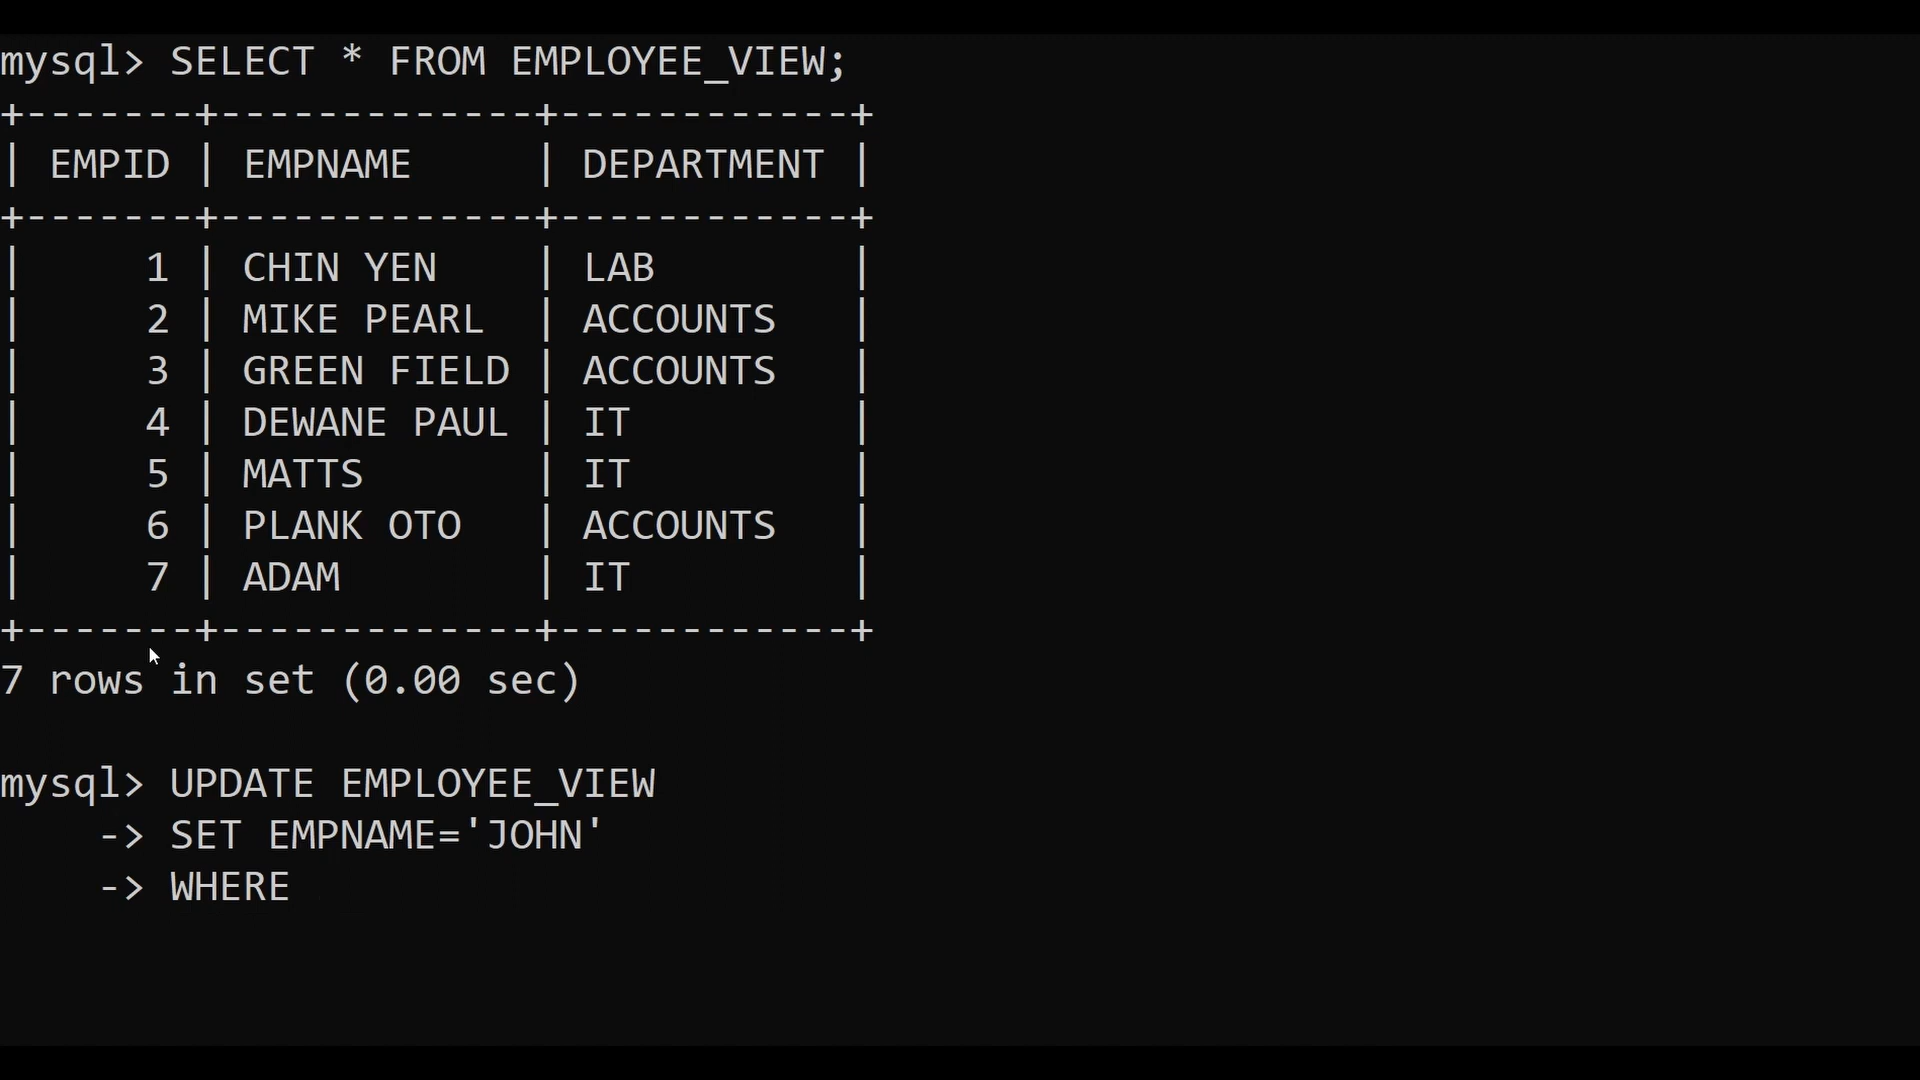 mysql> SELECT * FROM EMPLOYEE_VIEW;
+-------+-------------+------------+
| EMPID | EMPNAME     | DEPARTMENT |
+-------+-------------+------------+
|     1 | CHIN YEN    | LAB        |
|     2 | MIKE PEARL  | ACCOUNTS   |
|     3 | GREEN FIELD | ACCOUNTS   |
|     4 | DEWANE PAUL | IT         |
|     5 | MATTS       | IT         |
|     6 | PLANK OTO   | ACCOUNTS   |
|     7 | ADAM        | IT         |
+-------+-------------+------------+
7 rows in set (0.00 sec)
mysql> UPDATE EMPLOYEE_VIEW
    -> SET EMPNAME='JOHN'
    -> WHERE